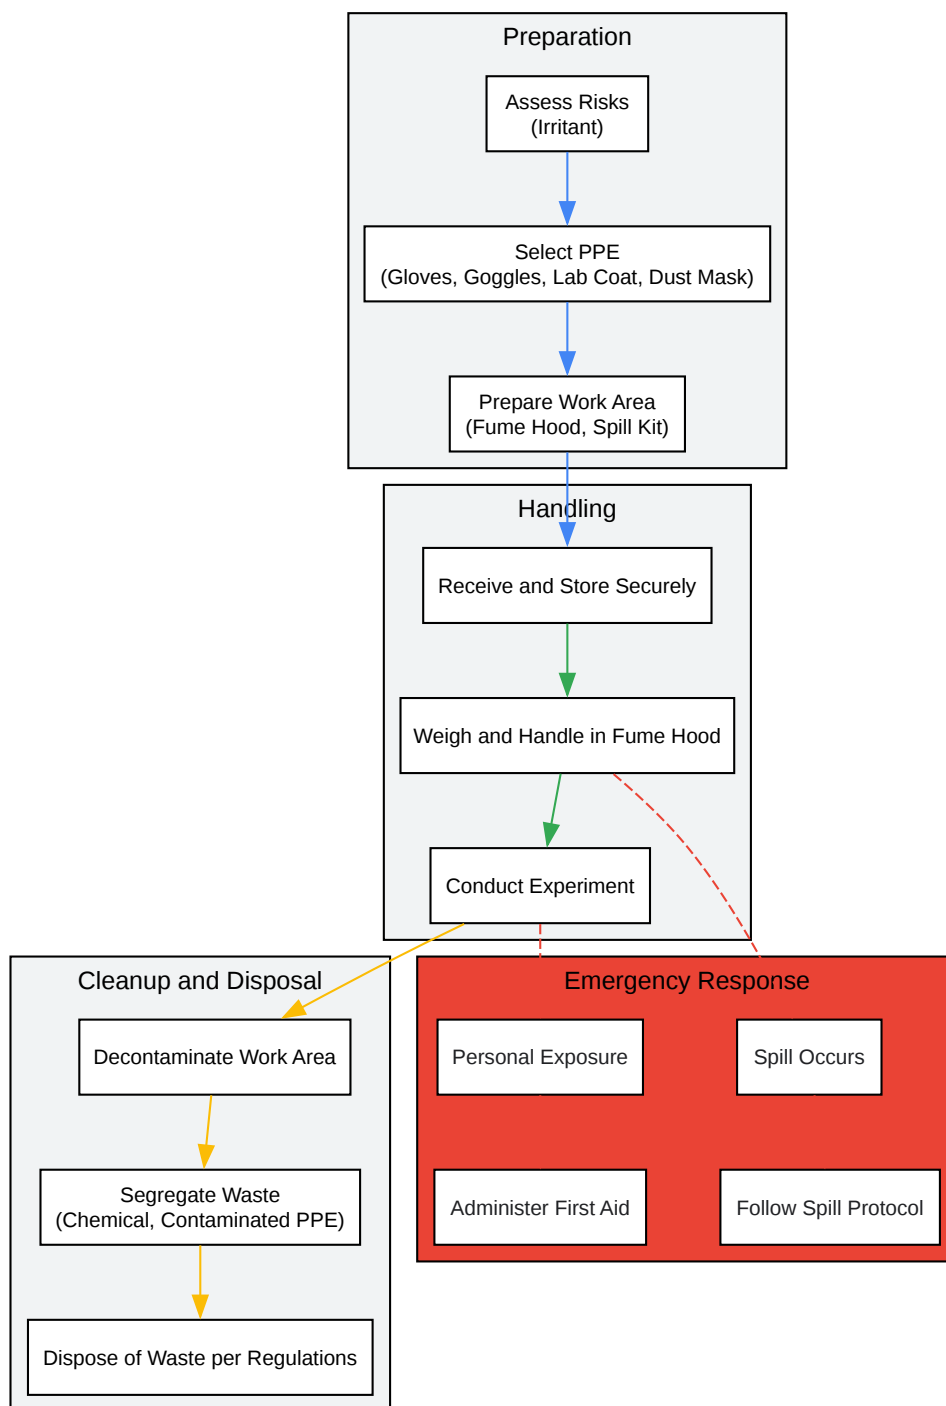 Preparation
Assess Risks
(Irritant)
Select PPE
(Gloves, Goggles, Lab Coat, Dust Mask)
Prepare Work Area
(Fume Hood, Spill Kit)
Handling
Receive and Store Securely
Weigh and Handle in Fume Hood
Conduct Experiment
Cleanup and Disposal
Decontaminate Work Area
Segregate Waste
(Chemical, Contaminated PPE)
Dispose of Waste per Regulations
Emergency Response
Personal Exposure
Spill Occurs
Administer First Aid
Follow Spill Protocol